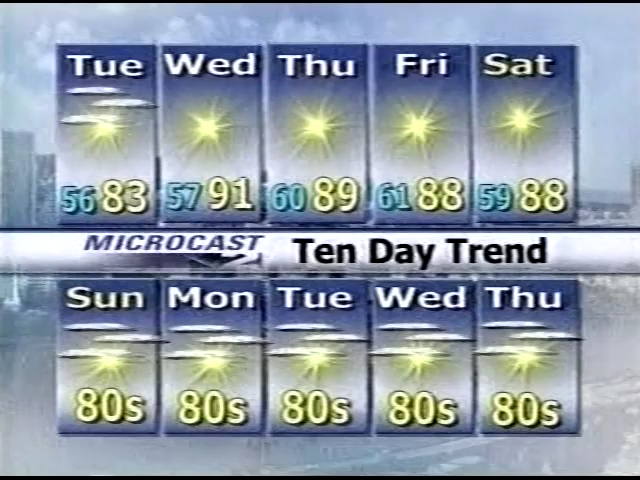 Tue Wed Thu Fri Sat
56 83 57 91 60 89 61 88 59 88
MICROCAST Ten Day Trend
Sun Mon Tue Wed Thu
80s 80s 80s 80s 80s